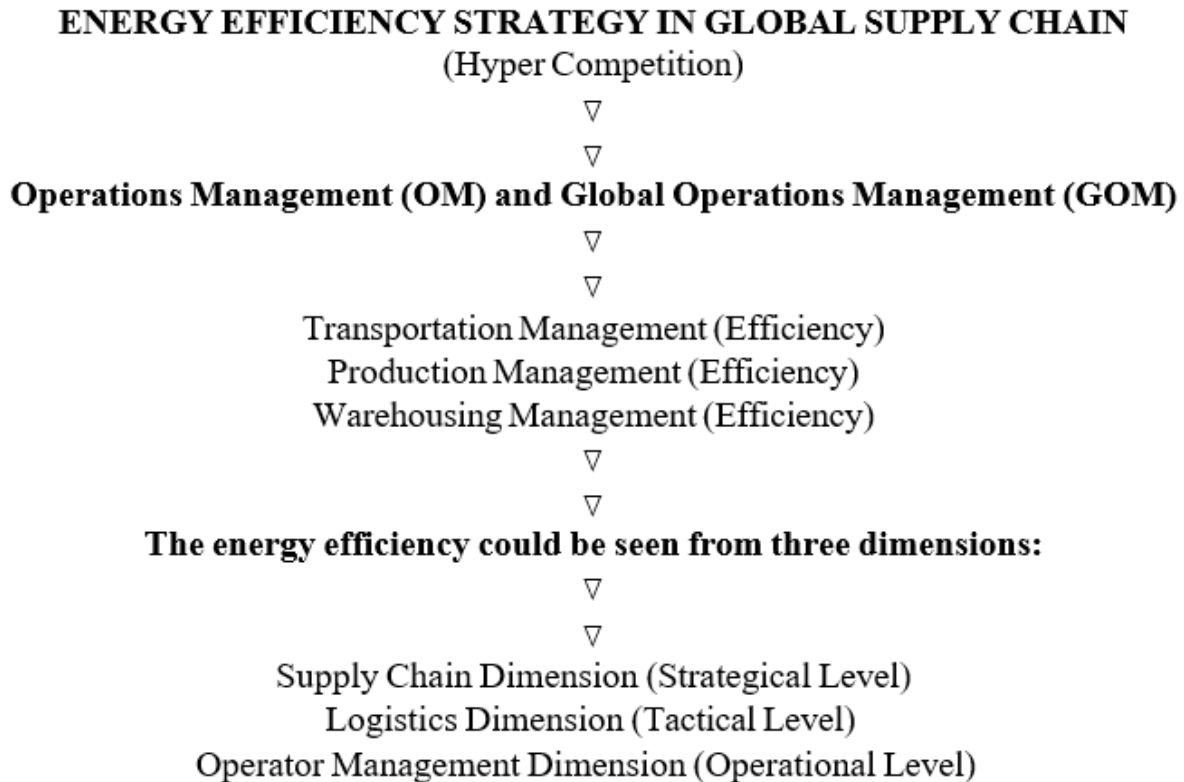 ENERGY EFFICIENCY STRATEGY IN GLOBAL SUPPLY CHAIN
(Hyper Competition)
▽
▽
Operations Management (OM) and Global Operations Management (GOM)
▽
▽
Transportation Management (Efficiency)
Production Management (Efficiency)
Warehousing Management (Efficiency)
▽
▽
The energy efficiency could be seen from three dimensions:
▽
▽
Supply Chain Dimension (Strategical Level)
Logistics Dimension (Tactical Level)
Operator Management Dimension (Operational Level)